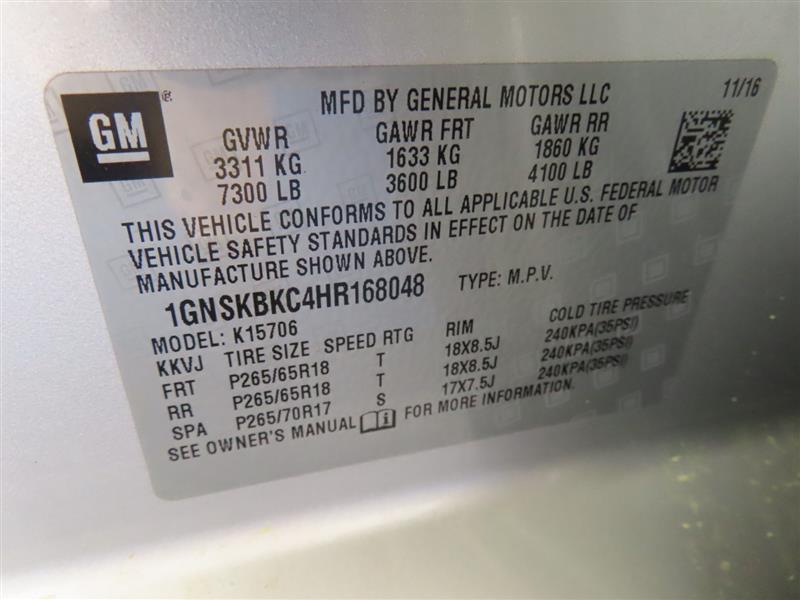 GM ®
MFD BY GENERAL MOTORS LLC 11/16
GVWR GAWR FRT GAWR RR
3311 KG 1633 KG 1860 KG
7300 LB 3600 LB 4100 LB
THIS VEHICLE CONFORMS TO ALL APPLICABLE U.S. FEDERAL MOTOR
VEHICLE SAFETY STANDARDS IN EFFECT ON THE DATE OF
MANUFACTURE SHOWN ABOVE.
1GNSKBKC4HR168048 TYPE: M.P.V.
MODEL: K15706
KKVJ TIRE SIZE SPEED RTG RIM COLD TIRE PRESSURE
FRT P265/65R18 T 18X8.5J 240KPA(35PSI)
RR P265/65R18 T 18X8.5J 240KPA(35PSI)
SPA P265/70R17 S 17X7.5J 240KPA(35PSI)
SEE OWNER'S MANUAL i FOR MORE INFORMATION.